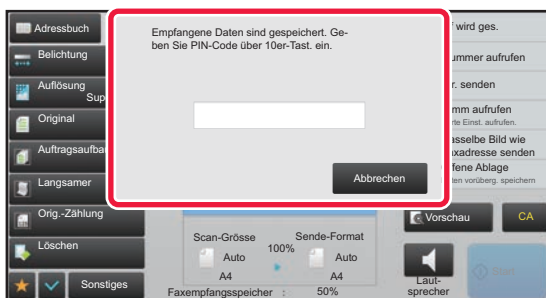 Adressbuch
Belichtung
Auflösung
Sup
Original
Auftragsaufba
Langsamer
Orig.-Zählung
Löschen
Sonstiges
Empfangene Daten sind gespeichert. Ge-
ben Sie PIN-Code über 10er-Tast. ein.
Abbrechen
Scan-Grösse
100%
Sende-Format
Auto
Auto
A4
A4
Faxempfangsspeicher : 50%
wird ges.
ummer aufrufen
r. senden
mm aufrufen
rte Einst. aufrufen.
asselbe Bild wie
xadresse senden
fene Ablage
ten vorüberg. speichern
Vorschau
CA
Laut-
sprecher
Start